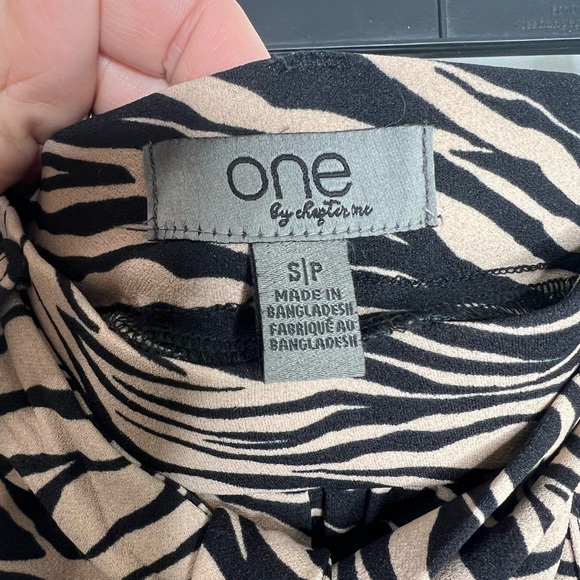 one
by chapter one
S|P
MADE IN
BANGLADESH
FABRIQUÉ AU
BANGLADESH